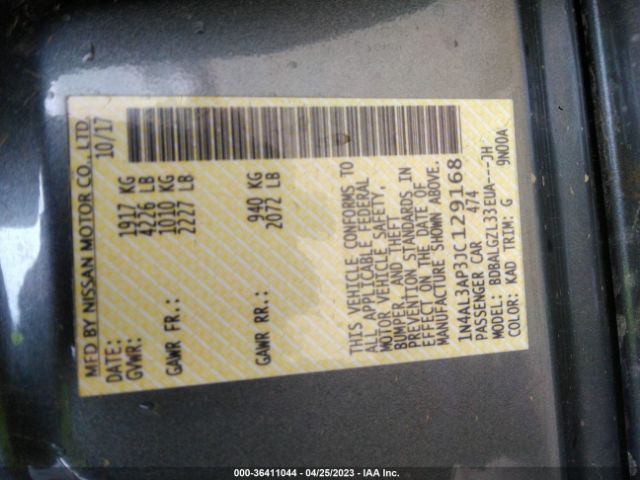 MFD BY NISSAN MOTOR CO., LTD.
DATE: 10/17
GVWR: 1917 KG
4226 LB
GAWR FR.: 1010 KG
2227 LB
GAWR RR.: 940 KG
2072 LB
THIS VEHICLE CONFORMS TO
ALL APPLICABLE FEDERAL
MOTOR VEHICLE SAFETY,
BUMPER, AND THEFT
PREVENTION STANDARDS IN
EFFECT ON THE DATE OF
MANUFACTURE SHOWN ABOVE.
1N4AL3AP3JC129168
PASSENGER CAR 474
MODEL: BDBALGZL33EUA---JH
COLOR: KAD TRIM: G 9N00A
000-36411044 / 04/25/2023 - IAA Inc.